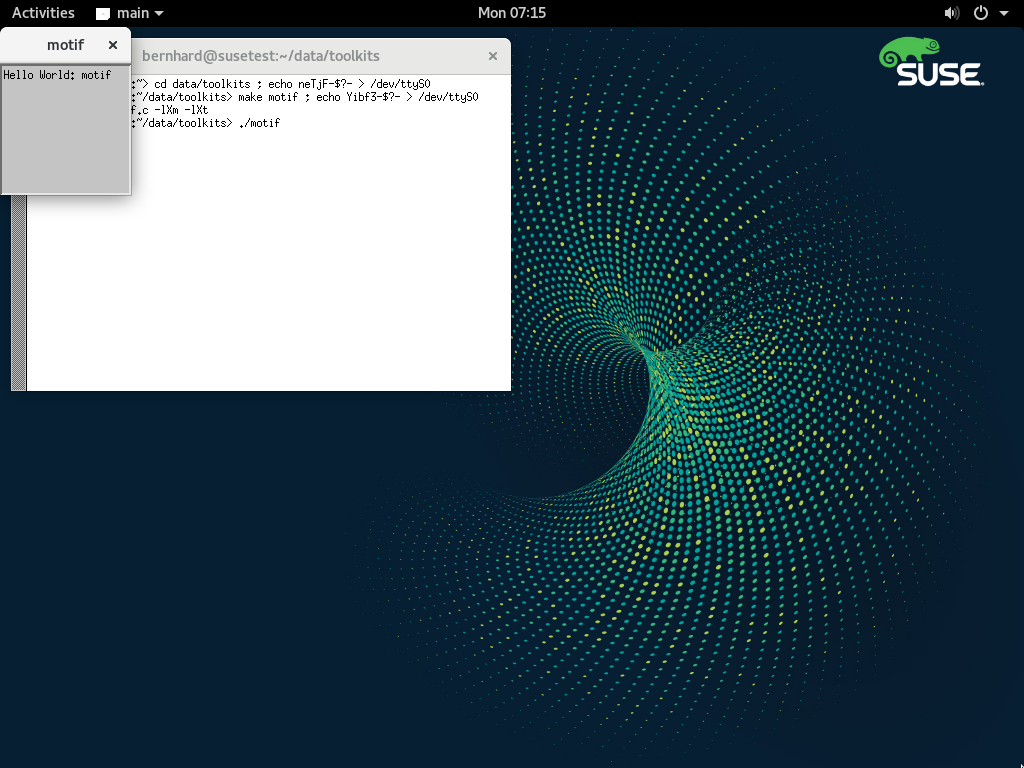 Activities main Mon 07:15
motif
bernhard@susetest:~/data/toolkits
Hello World: motif
:~> cd data/toolkits ; echo neTjF-$?- > /dev/ttyS0
:~/data/toolkits> make motif ; echo Yibf3-$?- > /dev/ttyS0
f.c -lXm -lXt
:~/data/toolkits> ./motif
SUSE